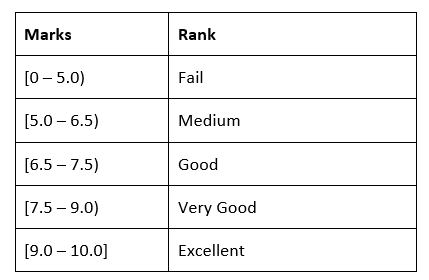 Marks Rank
[0 – 5.0) Fail
[5.0 – 6.5) Medium
[6.5 – 7.5) Good
[7.5 – 9.0) Very Good
[9.0 – 10.0] Excellent